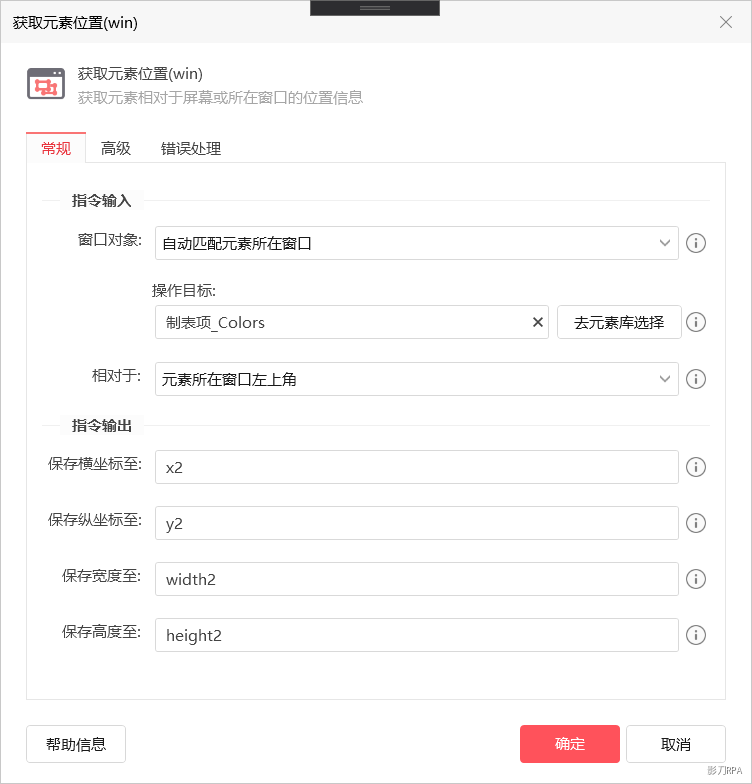 获取元素位置(win)
获取元素位置(win)
获取元素相对于屏幕或所在窗口的位置信息
常规 高级 错误处理
指令输入
窗口对象: 自动匹配元素所在窗口
操作目标:
制表项_Colors 去元素库选择
相对于: 元素所在窗口左上角
指令输出
保存横坐标至: x2
保存纵坐标至: y2
保存宽度至: width2
保存高度至: height2
帮助信息 确定 取消
影刀RPA